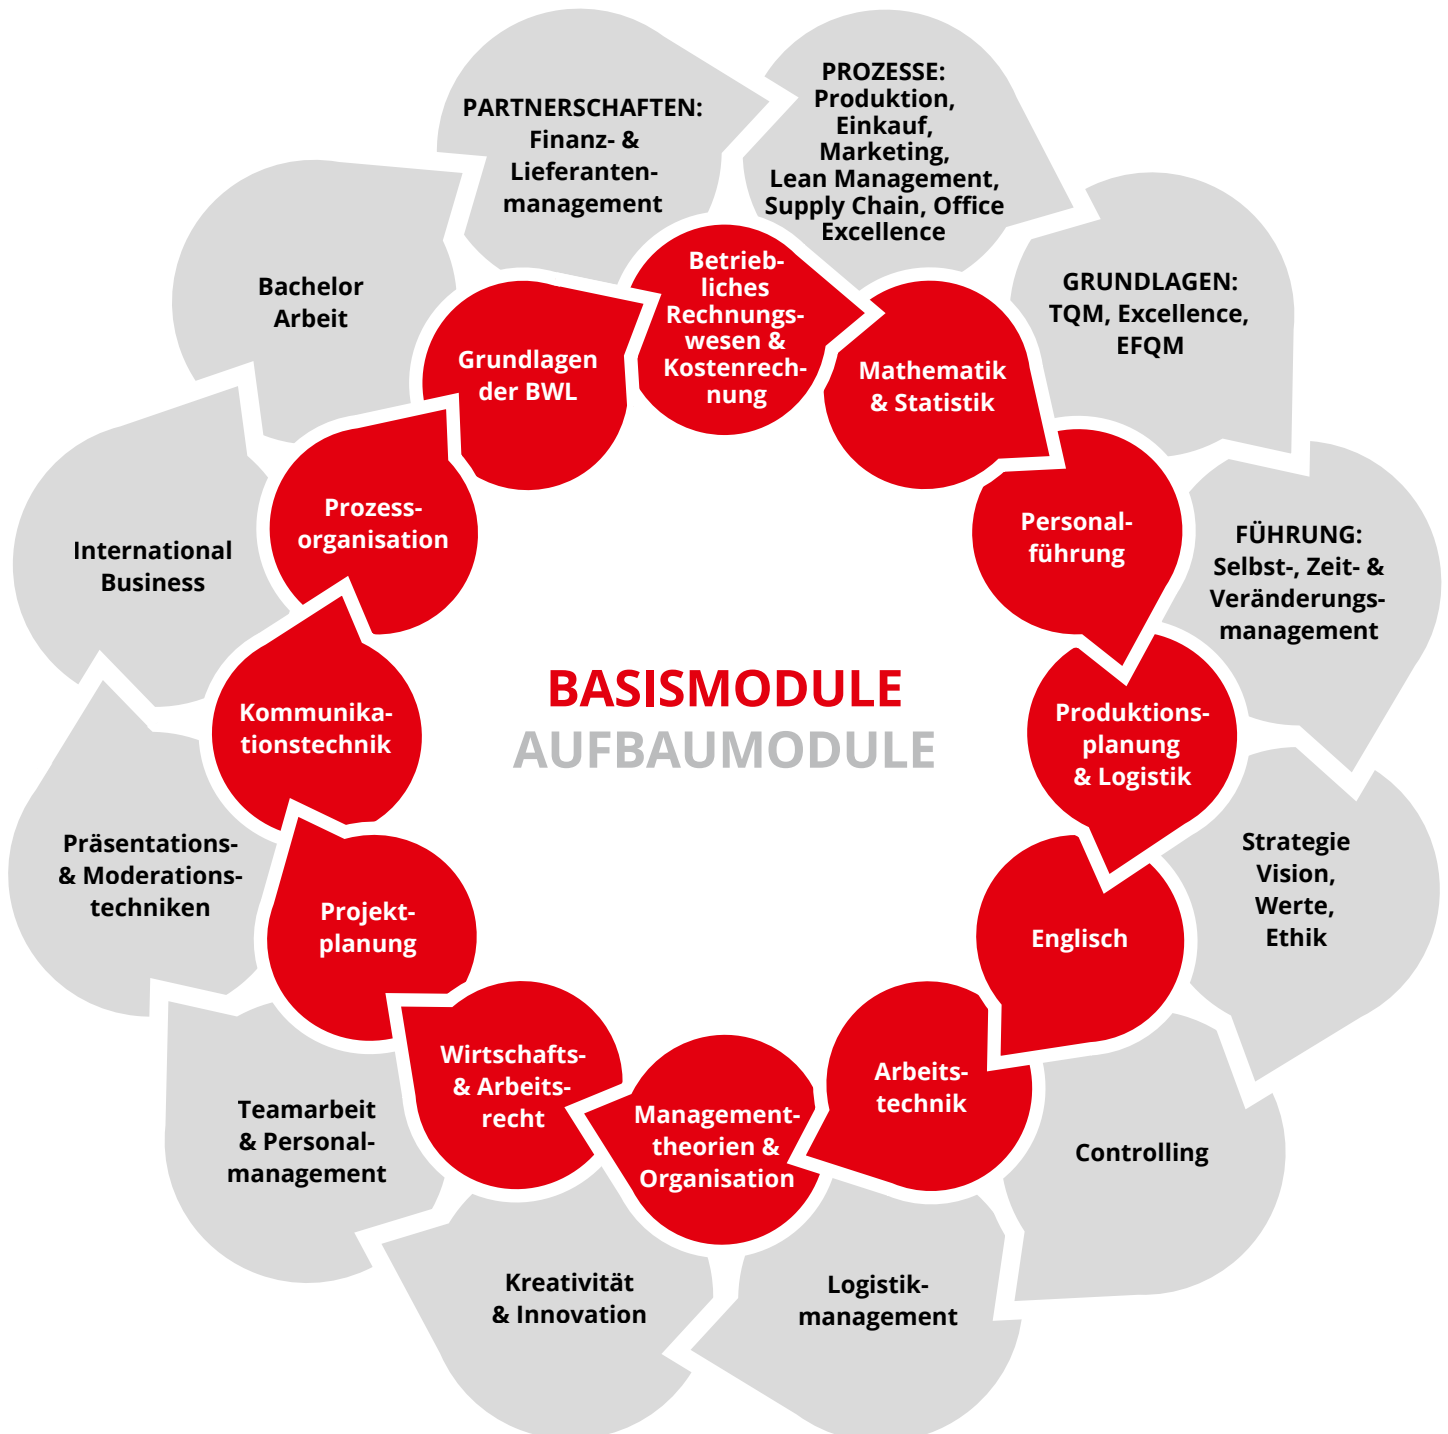 PARTNERSCHAFTEN:
Finanz- &
Lieferanten-
management
PROZESSE:
Produktion,
Einkauf,
Marketing,
Lean Management,
Supply Chain, Office
Excellence
GRUNDLAGEN:
TQM, Excellence,
EFQM
FÜHRUNG:
Selbst-, Zeit- &
Veränderungs-
management
Strategie
Vision,
Werte,
Ethik
Controlling
Logistik-
management
Kreativität
& Innovation
Teamarbeit
& Personal-
management
Präsentations-
& Moderations-
techniken
International
Business
Bachelor
Arbeit
Betrieb-
liches
Rechnungs-
wesen &
Kostenrech-
nung
Mathematik
& Statistik
Personal-
führung
Produktions-
planung
& Logistik
Englisch
Arbeits-
technik
Management-
theorien &
Organisation
Wirtschafts-
& Arbeits-
recht
Projekt-
planung
Kommunika-
tionstechnik
Prozess-
organisation
Grundlagen
der BWL
BASISMODULE
AUFBAUMODULE